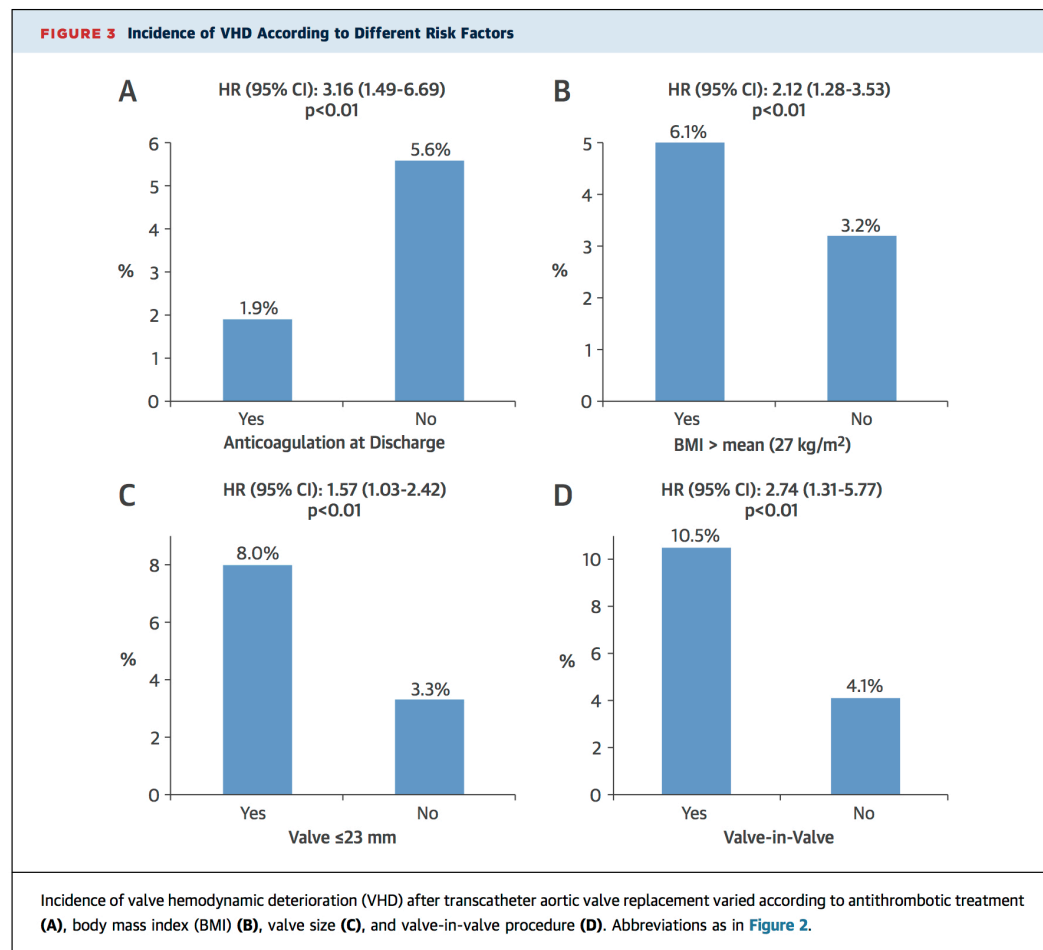 FIGURE 3 Incidence of VHD According to Different Risk Factors
A
HR (95% CI): 3.16 (1.49-6.69)
p<0.01
6
5
4
3
2
1
0
%
1.9%
5.6%
Yes
No
Anticoagulation at Discharge
B
HR (95% CI): 2.12 (1.28-3.53)
p<0.01
5
4
3
2
1
0
%
6.1%
3.2%
Yes
No
BMI > mean (27 kg/m²)
C
HR (95% CI): 1.57 (1.03-2.42)
p<0.01
8
6
4
2
0
%
8.0%
3.3%
Yes
No
Valve ≤23 mm
D
HR (95% CI): 2.74 (1.31-5.77)
p<0.01
10
8
6
4
2
0
%
10.5%
4.1%
Yes
No
Valve-in-Valve
Incidence of valve hemodynamic deterioration (VHD) after transcatheter aortic valve replacement varied according to antithrombotic treatment
(A), body mass index (BMI) (B), valve size (C), and valve-in-valve procedure (D). Abbreviations as in Figure 2.